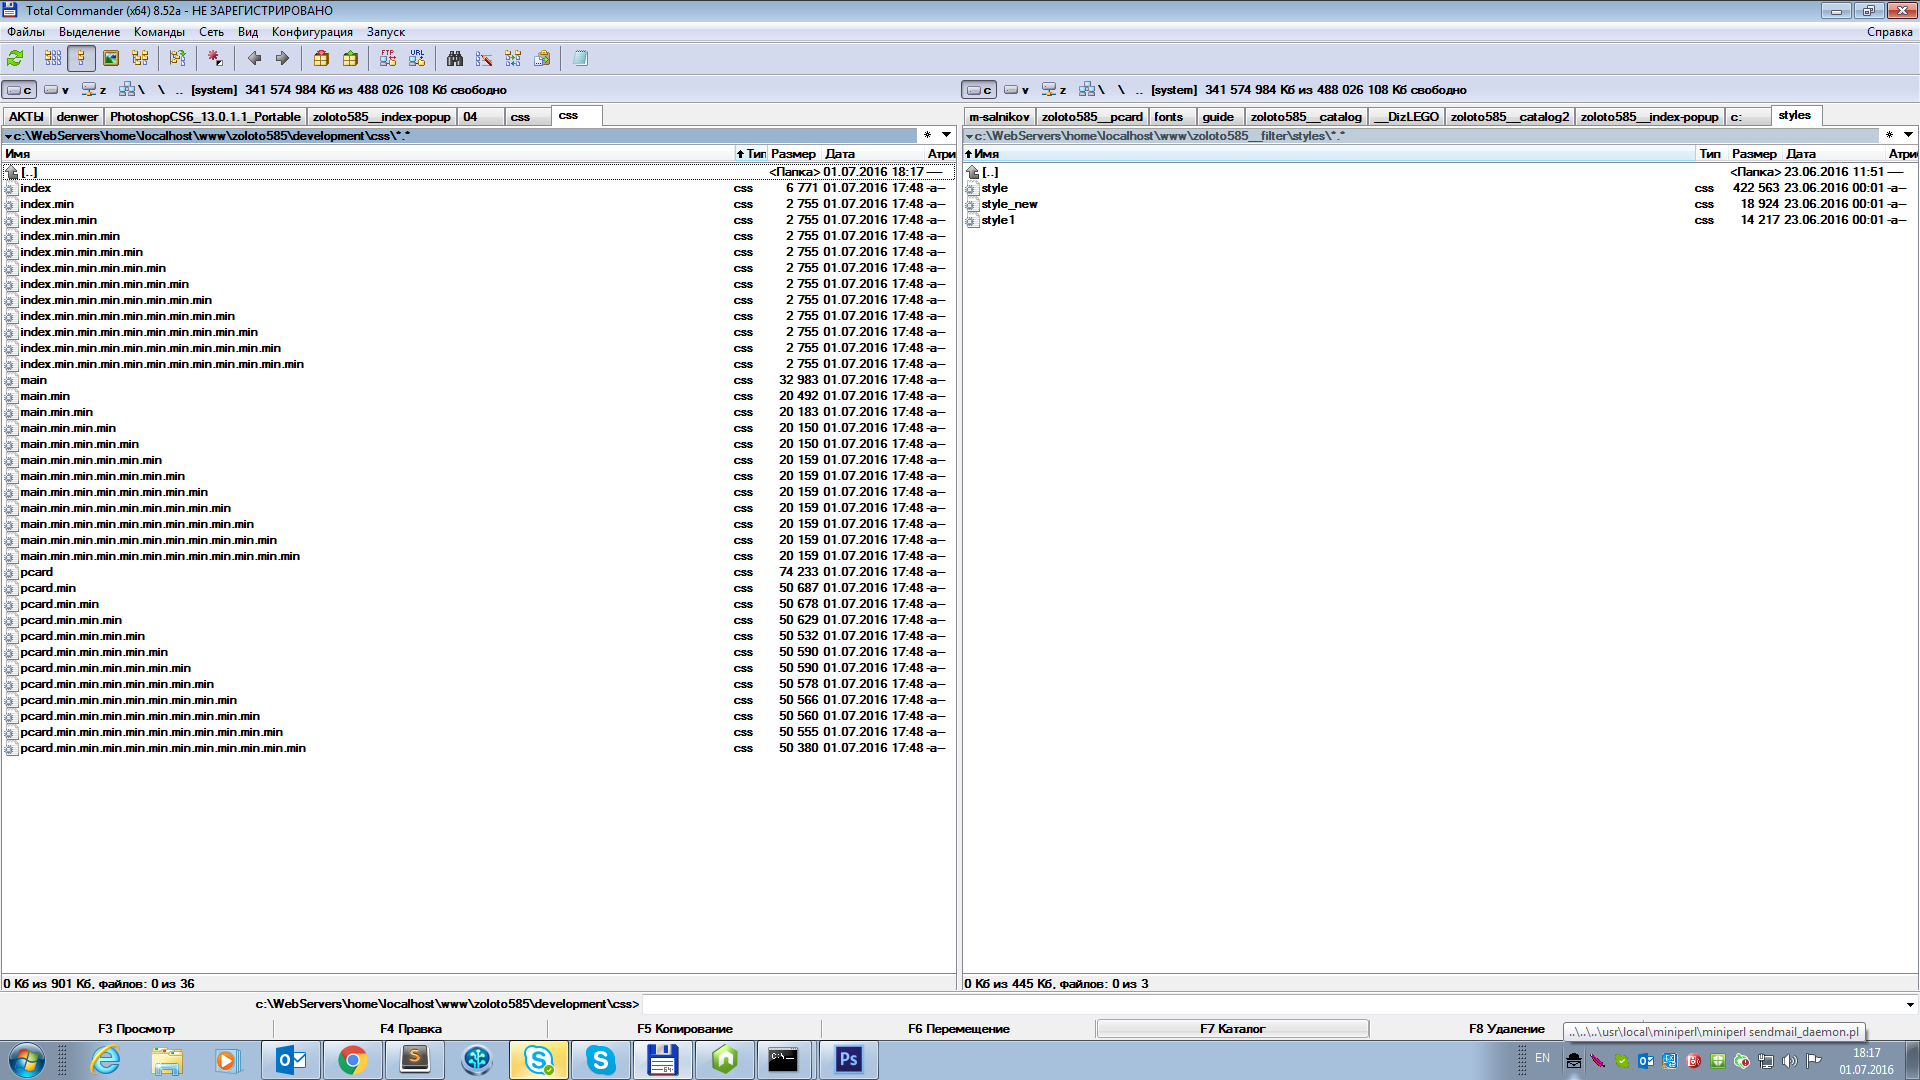 Total Commander (x64) 8.52a - НЕ ЗАРЕГИСТРИРОВАНО
Файлы Выделение Команды Сеть Вид Конфигурация Запуск Справка
FTP URL
c v z \ \ .. [system] 341 574 984 Кб из 488 026 108 Кб свободно
c v z \ \ .. [system] 341 574 984 Кб из 488 026 108 Кб свободно
АКТЫ denwer PhotoshopCS6_13.0.1.1_Portable zoloto585__index-popup 04 css css
m-salnikov zoloto585__pcard fonts guide zoloto585__catalog __DizLEGO zoloto585__catalog2 zoloto585__index-popup c: styles
c:\WebServers\home\localhost\www\zoloto585\development\css\*.* * 
Имя Тип Размер Дата Атри
[..] <Папка> 01.07.2016 18:17 ----
index css 6 771 01.07.2016 17:48 -a--
index.min css 2 755 01.07.2016 17:48 -a--
index.min.min css 2 755 01.07.2016 17:48 -a--
index.min.min.min css 2 755 01.07.2016 17:48 -a--
index.min.min.min.min css 2 755 01.07.2016 17:48 -a--
index.min.min.min.min.min css 2 755 01.07.2016 17:48 -a--
index.min.min.min.min.min.min css 2 755 01.07.2016 17:48 -a--
index.min.min.min.min.min.min.min css 2 755 01.07.2016 17:48 -a--
index.min.min.min.min.min.min.min.min css 2 755 01.07.2016 17:48 -a--
index.min.min.min.min.min.min.min.min.min css 2 755 01.07.2016 17:48 -a--
index.min.min.min.min.min.min.min.min.min.min css 2 755 01.07.2016 17:48 -a--
index.min.min.min.min.min.min.min.min.min.min.min css 2 755 01.07.2016 17:48 -a--
main css 32 983 01.07.2016 17:48 -a--
main.min css 20 492 01.07.2016 17:48 -a--
main.min.min css 20 183 01.07.2016 17:48 -a--
main.min.min.min css 20 150 01.07.2016 17:48 -a--
main.min.min.min.min css 20 150 01.07.2016 17:48 -a--
main.min.min.min.min.min css 20 159 01.07.2016 17:48 -a--
main.min.min.min.min.min.min css 20 159 01.07.2016 17:48 -a--
main.min.min.min.min.min.min.min css 20 159 01.07.2016 17:48 -a--
main.min.min.min.min.min.min.min.min css 20 159 01.07.2016 17:48 -a--
main.min.min.min.min.min.min.min.min.min css 20 159 01.07.2016 17:48 -a--
main.min.min.min.min.min.min.min.min.min.min css 20 159 01.07.2016 17:48 -a--
main.min.min.min.min.min.min.min.min.min.min.min css 20 159 01.07.2016 17:48 -a--
pcard css 74 233 01.07.2016 17:48 -a--
pcard.min css 50 687 01.07.2016 17:48 -a--
pcard.min.min css 50 678 01.07.2016 17:48 -a--
pcard.min.min.min css 50 629 01.07.2016 17:48 -a--
pcard.min.min.min.min css 50 532 01.07.2016 17:48 -a--
pcard.min.min.min.min.min css 50 590 01.07.2016 17:48 -a--
pcard.min.min.min.min.min.min css 50 590 01.07.2016 17:48 -a--
pcard.min.min.min.min.min.min.min css 50 578 01.07.2016 17:48 -a--
pcard.min.min.min.min.min.min.min.min css 50 566 01.07.2016 17:48 -a--
pcard.min.min.min.min.min.min.min.min.min css 50 560 01.07.2016 17:48 -a--
pcard.min.min.min.min.min.min.min.min.min.min css 50 555 01.07.2016 17:48 -a--
pcard.min.min.min.min.min.min.min.min.min.min.min css 50 380 01.07.2016 17:48 -a--
0 Кб из 901 Кб, файлов: 0 из 36
c:\WebServers\home\localhost\www\zoloto585__filter\styles\*.* *
Имя Тип Размер Дата Атри
[..] <Папка> 23.06.2016 11:51 ----
style css 422 563 23.06.2016 00:01 -a--
style_new css 18 924 23.06.2016 00:01 -a--
style1 css 14 217 23.06.2016 00:01 -a--
0 Кб из 445 Кб, файлов: 0 из 3
c:\WebServers\home\localhost\www\zoloto585\development\css>
F3 Просмотр F4 Правка F5 Копирование F6 Перемещение F7 Каталог F8 Удаление
..\..\..\usr\local\miniperl\miniperl sendmail_daemon.pl
64 C:\ Ps EN 18:17
01.07.2016